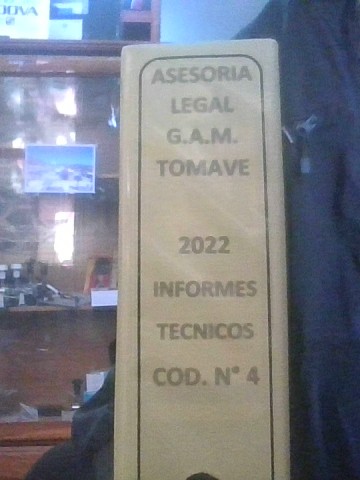 ASESORIA
LEGAL
G.A.M.
TOMAVE
2022
INFORMES
TECNICOS
COD. N° 4